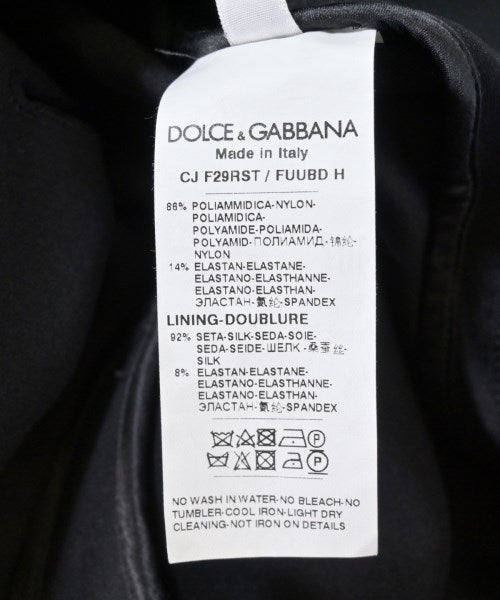 DOLCE & GABBANA
Made in Italy
CJ F29RST / FUUBD H
86% POLIAMMIDICA-NYLON-
POLIAMIDICA-
POLYAMIDE-POLIAMIDA-
POLYAMID-ПОЛИАМИД-锦纶-
NYLON
14% ELASTAN-ELASTANE-
ELASTANO-ELASTHANNE-
ELASTANO-ELASTHAN-
ЭЛАСТАН-氨纶-SPANDEX
LINING-DOUBLURE
92% SETA-SILK-SEDA-SOIE-
SEDA-SEIDE-ШЕЛК-桑蚕丝-
SILK
8% ELASTAN-ELASTANE-
ELASTANO-ELASTHANNE-
ELASTANO-ELASTHAN-
ЭЛАСТАН-氨纶-SPANDEX
P
P
NO WASH IN WATER-NO BLEACH-NO
TUMBLER-COOL IRON-LIGHT DRY
CLEANING-NOT IRON ON DETAILS